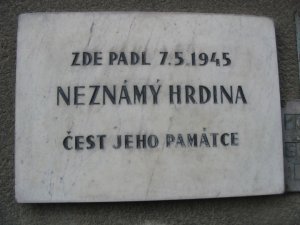 ZDE PADL 7.5.1945
NEZNÁMÝ HRDINA
ČEST JEHO PAMÁTCE